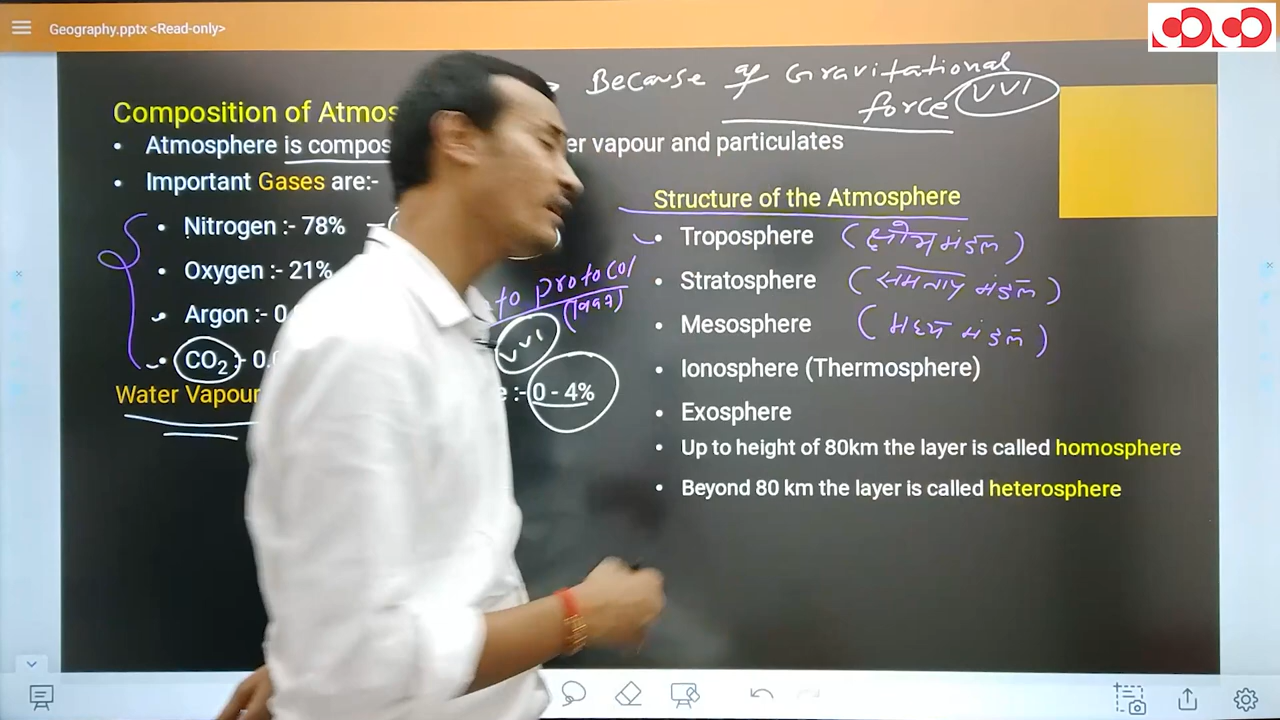 Geography.pptx <Read-only>
Because of Gravitational
force VVI
Composition of Atmos
Atmosphere is compos er vapour and particulates
Important Gases are:-
Nitrogen :- 78%
Oxygen :- 21%
Argon :- 0
CO2 :- 0.
to protocol
VVI
Water Vapour e :- 0 - 4%
Structure of the Atmosphere
Troposphere (क्षोभ मंडल)
Stratosphere (समताप मंडल)
Mesosphere (मध्य मंडल)
Ionosphere (Thermosphere)
Exosphere
Up to height of 80km the layer is called homosphere
Beyond 80 km the layer is called heterosphere